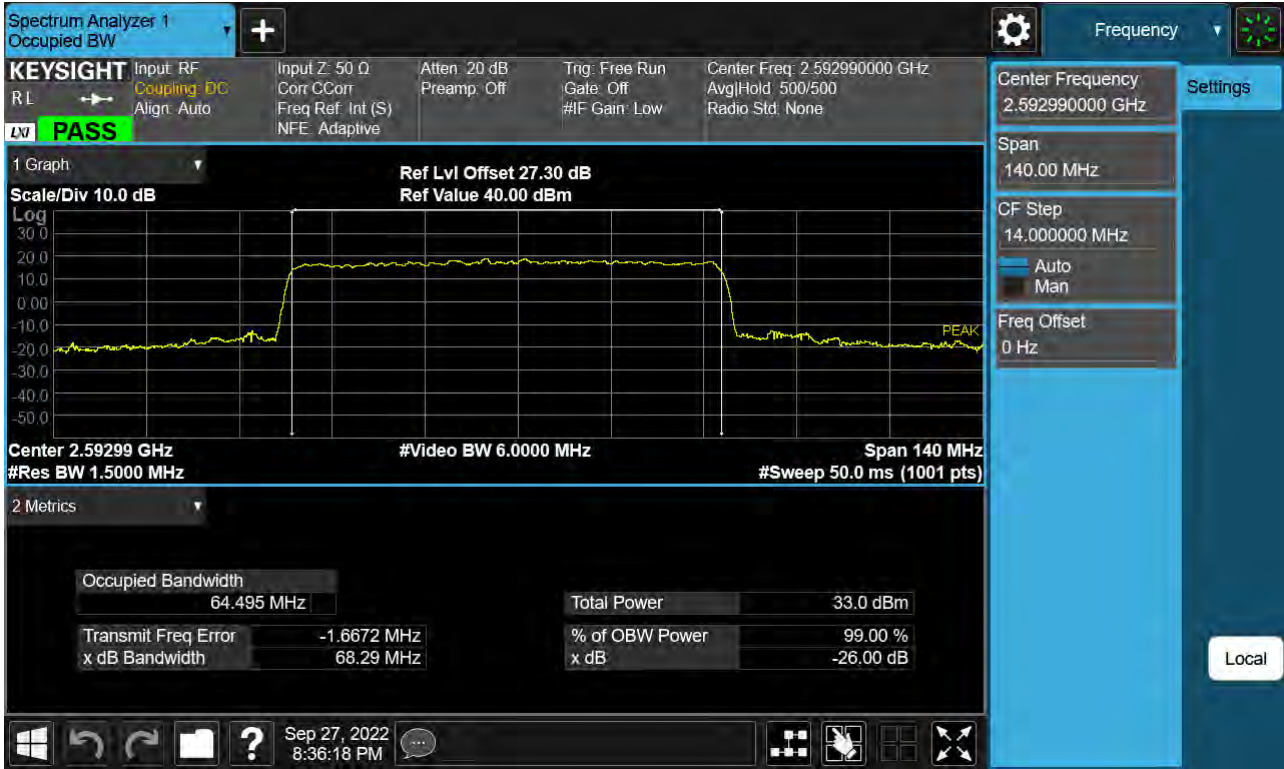 Spectrum Analyzer 1
Occupied BW
+
Frequency
KEYSIGHT
RL
LXI PASS
Input: RF
Coupling: DC
Align: Auto
Input Z: 50 Ω
Corr CCorr
Freq Ref: Int (S)
NFE: Adaptive
Atten: 20 dB
Preamp: Off
Trig: Free Run
Gate: Off
#IF Gain: Low
Center Freq: 2.592990000 GHz
Avg|Hold: 500/500
Radio Std: None
Center Frequency
2.592990000 GHz
Settings
Span
140.00 MHz
CF Step
14.000000 MHz
Auto
Man
Freq Offset
0 Hz
Local
1 Graph
Scale/Div 10.0 dB
Ref Lvl Offset 27.30 dB
Ref Value 40.00 dBm
Log
30.0
20.0
10.0
0.00
-10.0
-20.0
-30.0
-40.0
-50.0
PEAK
Center 2.59299 GHz
#Video BW 6.0000 MHz
Span 140 MHz
#Res BW 1.5000 MHz
#Sweep 50.0 ms (1001 pts)
2 Metrics
Occupied Bandwidth
64.495 MHz
Total Power 33.0 dBm
Transmit Freq Error -1.6672 MHz
% of OBW Power 99.00 %
x dB Bandwidth 68.29 MHz
x dB -26.00 dB
?
Sep 27, 2022
8:36:18 PM